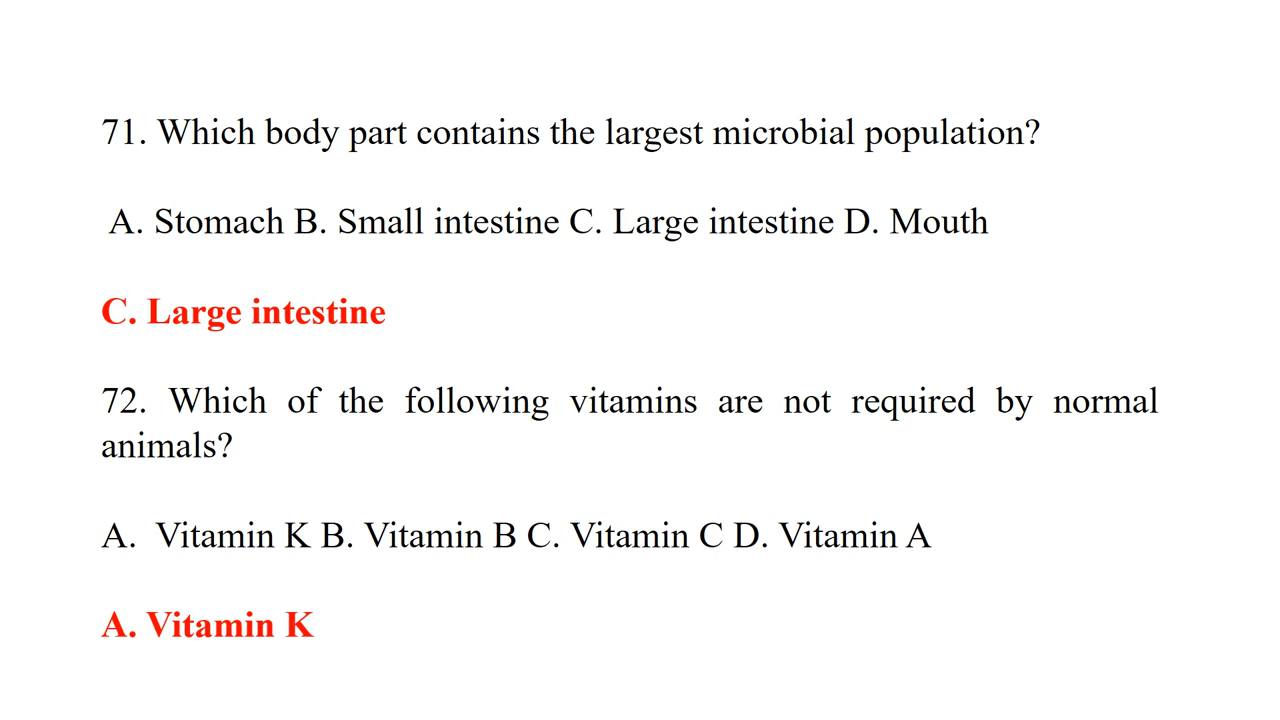 71. Which body part contains the largest microbial population?
A. Stomach B. Small intestine C. Large intestine D. Mouth
C. Large intestine
72. Which of the following vitamins are not required by normal
animals?
A. Vitamin K B. Vitamin B C. Vitamin C D. Vitamin A
A. Vitamin K